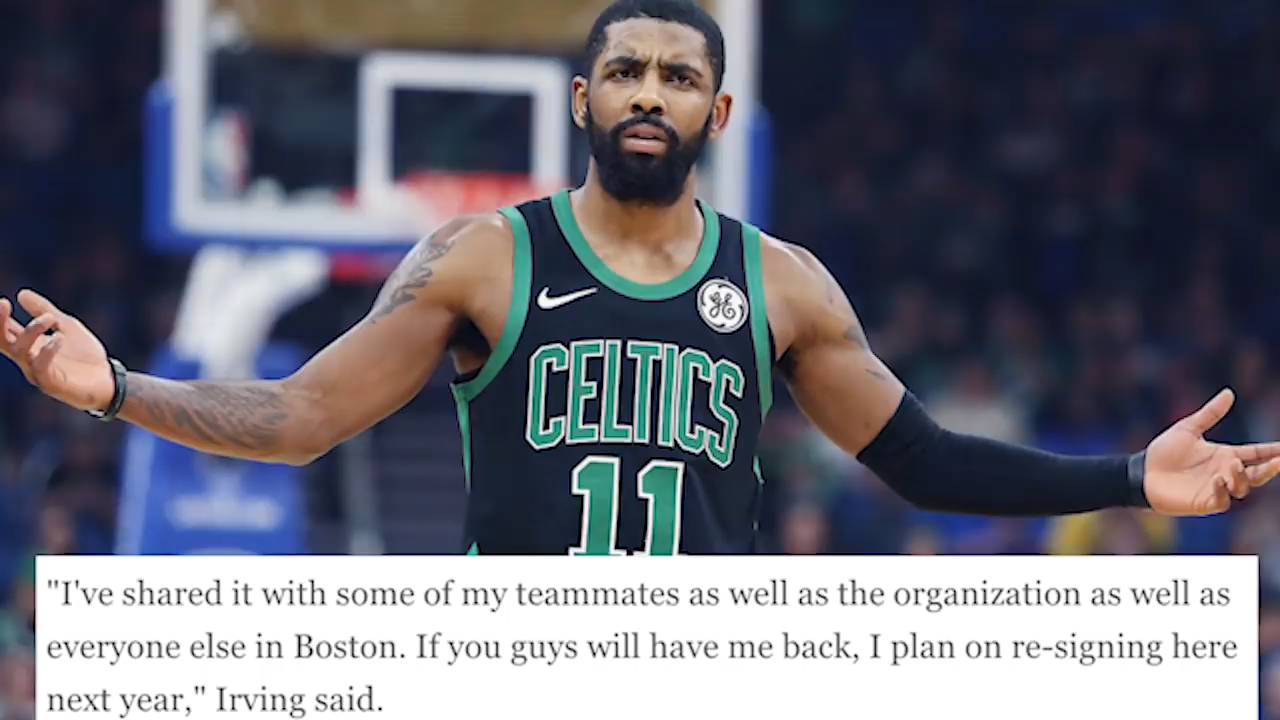 CELTICS
11
"I've shared it with some of my teammates as well as the organization as well as
everyone else in Boston. If you guys will have me back, I plan on re-signing here
next year," Irving said.